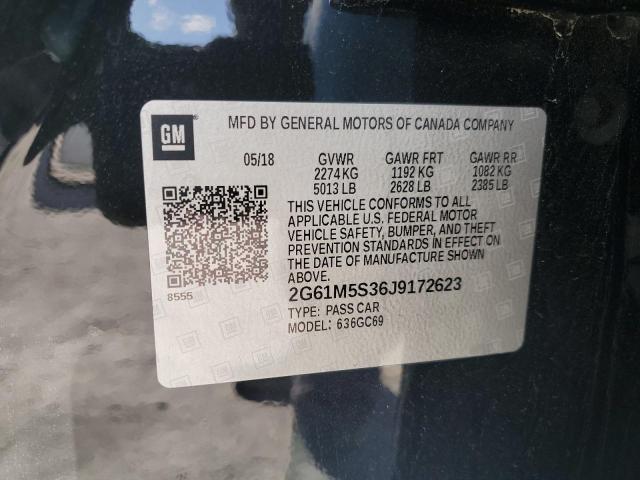 GM
MFD BY GENERAL MOTORS OF CANADA COMPANY
05/18 GVWR GAWR FRT GAWR RR
2274 KG 1192 KG 1082 KG
5013 LB 2628 LB 2385 LB
THIS VEHICLE CONFORMS TO ALL
APPLICABLE U.S. FEDERAL MOTOR
VEHICLE SAFETY, BUMPER, AND THEFT
PREVENTION STANDARDS IN EFFECT ON
THE DATE OF MANUFACTURE SHOWN
ABOVE.
8555
2G61M5S36J9172623
TYPE: PASS CAR
MODEL: 636GC69